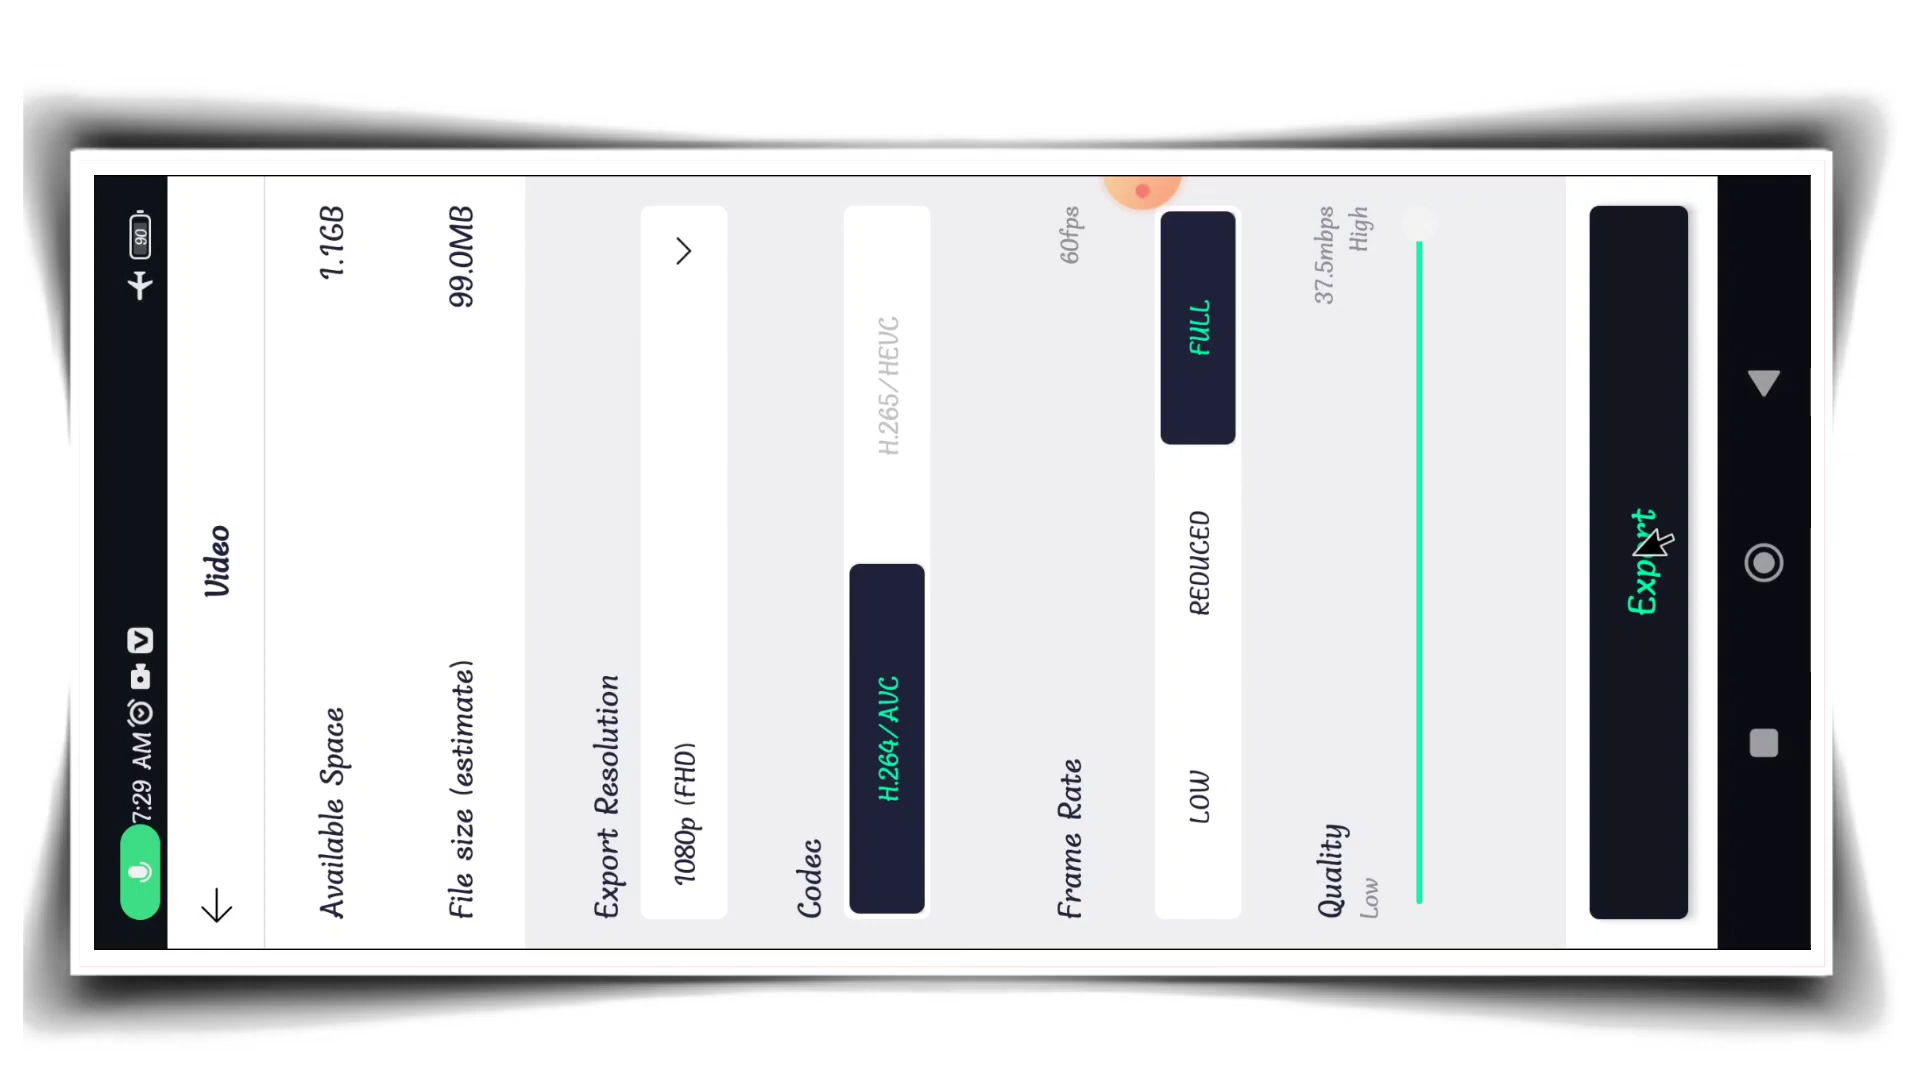 7:29 AM
90
Video
Available Space 1.1GB
File size (estimate) 99.0MB
Export Resolution
1080p (FHD)
Codec
H.264/AVC H.265/HEVC
Frame Rate 60fps
LOW REDUCED FULL
Quality 37.5mbps
Low High
Export